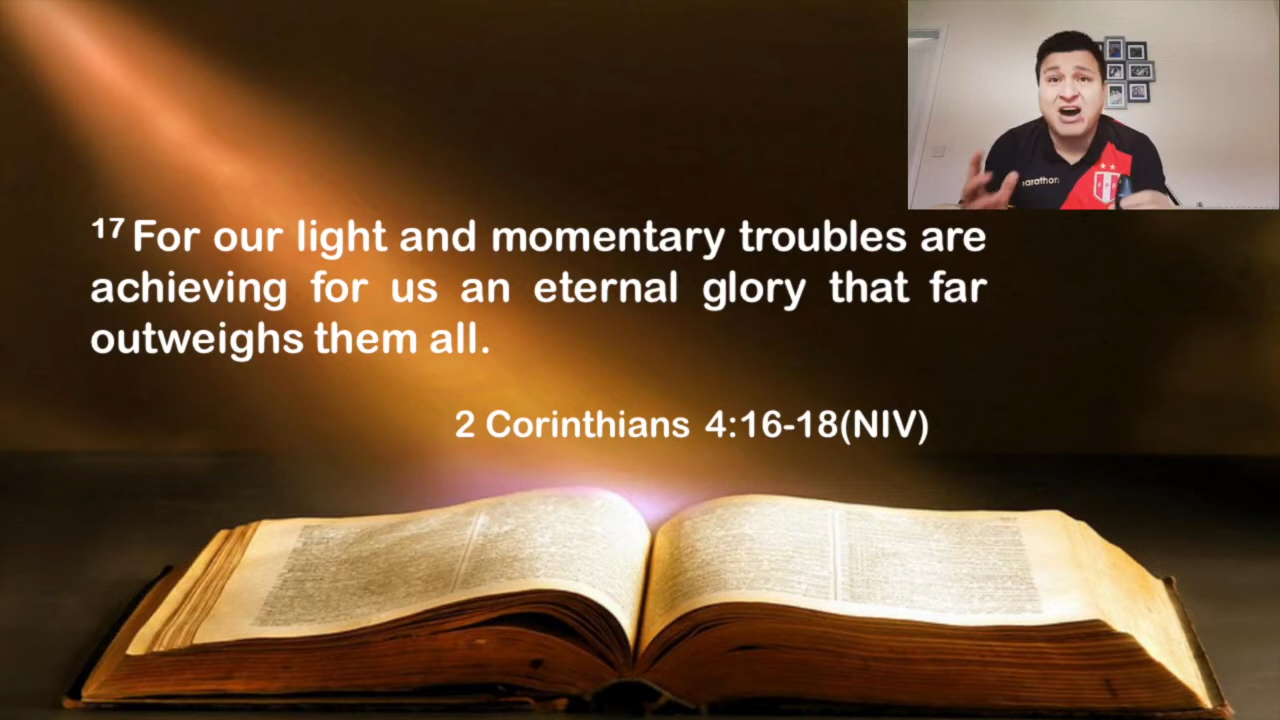 17 For our light and momentary troubles are
achieving for us an eternal glory that far
outweighs them all.
2 Corinthians 4:16-18(NIV)
marathon